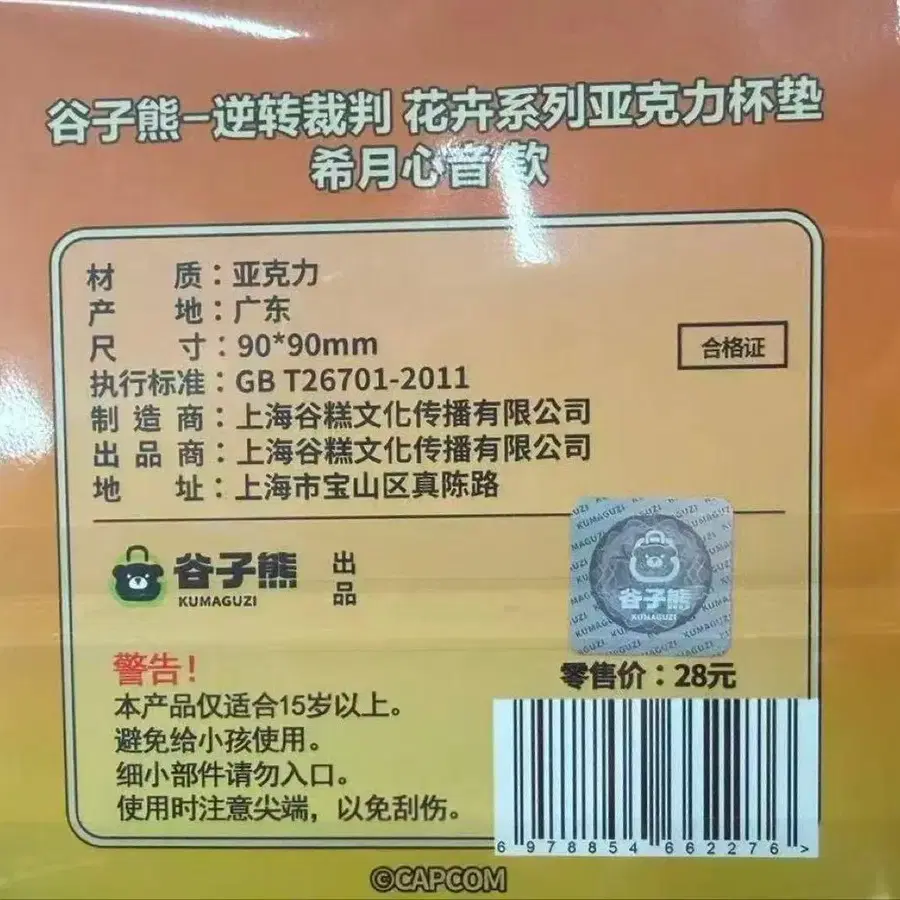 谷子熊-逆转裁判 花卉系列亚克力杯垫
希月心音 款
材 质：亚克力
产 地：广东
尺 寸：90*90mm
合格证
执行标准：GB T26701-2011
制 造 商：上海谷糕文化传播有限公司
出 品 商：上海谷糕文化传播有限公司
地 址：上海市宝山区真陈路
谷子熊
KUMAGUZI
出品
谷子熊
KUMAGUZI
零售价：28元
警告！
本产品仅适合15岁以上。
避免给小孩使用。
细小部件请勿入口。
使用时注意尖端，以免刮伤。
6 978854 662276 >
©CAPCOM